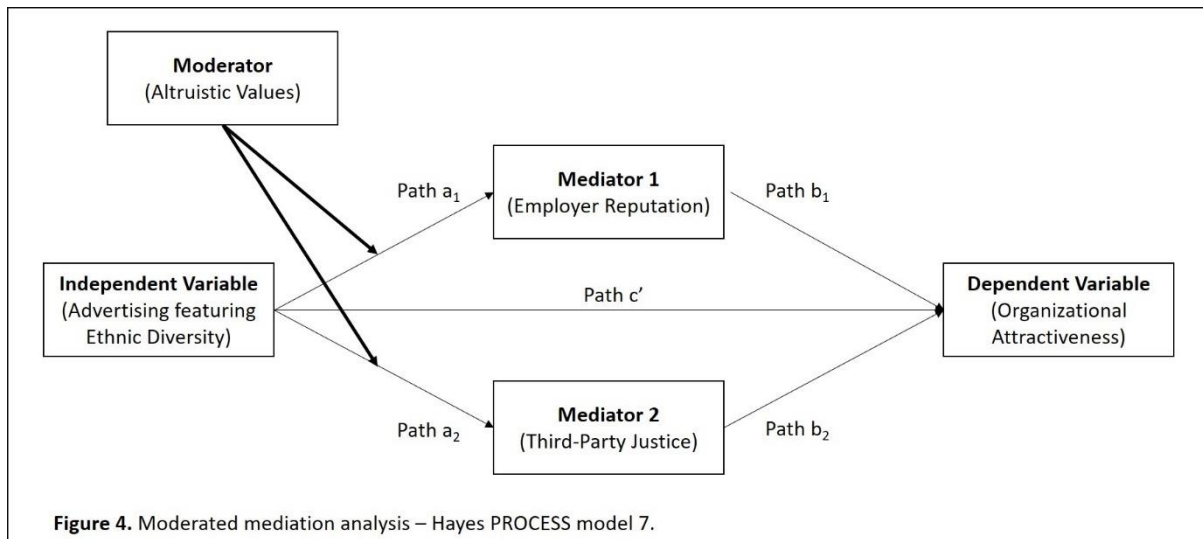 Moderator
(Altruistic Values)
Mediator 1
(Employer Reputation)
Path a₁
Path b₁
Independent Variable
(Advertising featuring
Ethnic Diversity)
Path c’
Dependent Variable
(Organizational
Attractiveness)
Mediator 2
(Third-Party Justice)
Path a₂
Path b₂
Figure 4. Moderated mediation analysis – Hayes PROCESS model 7.